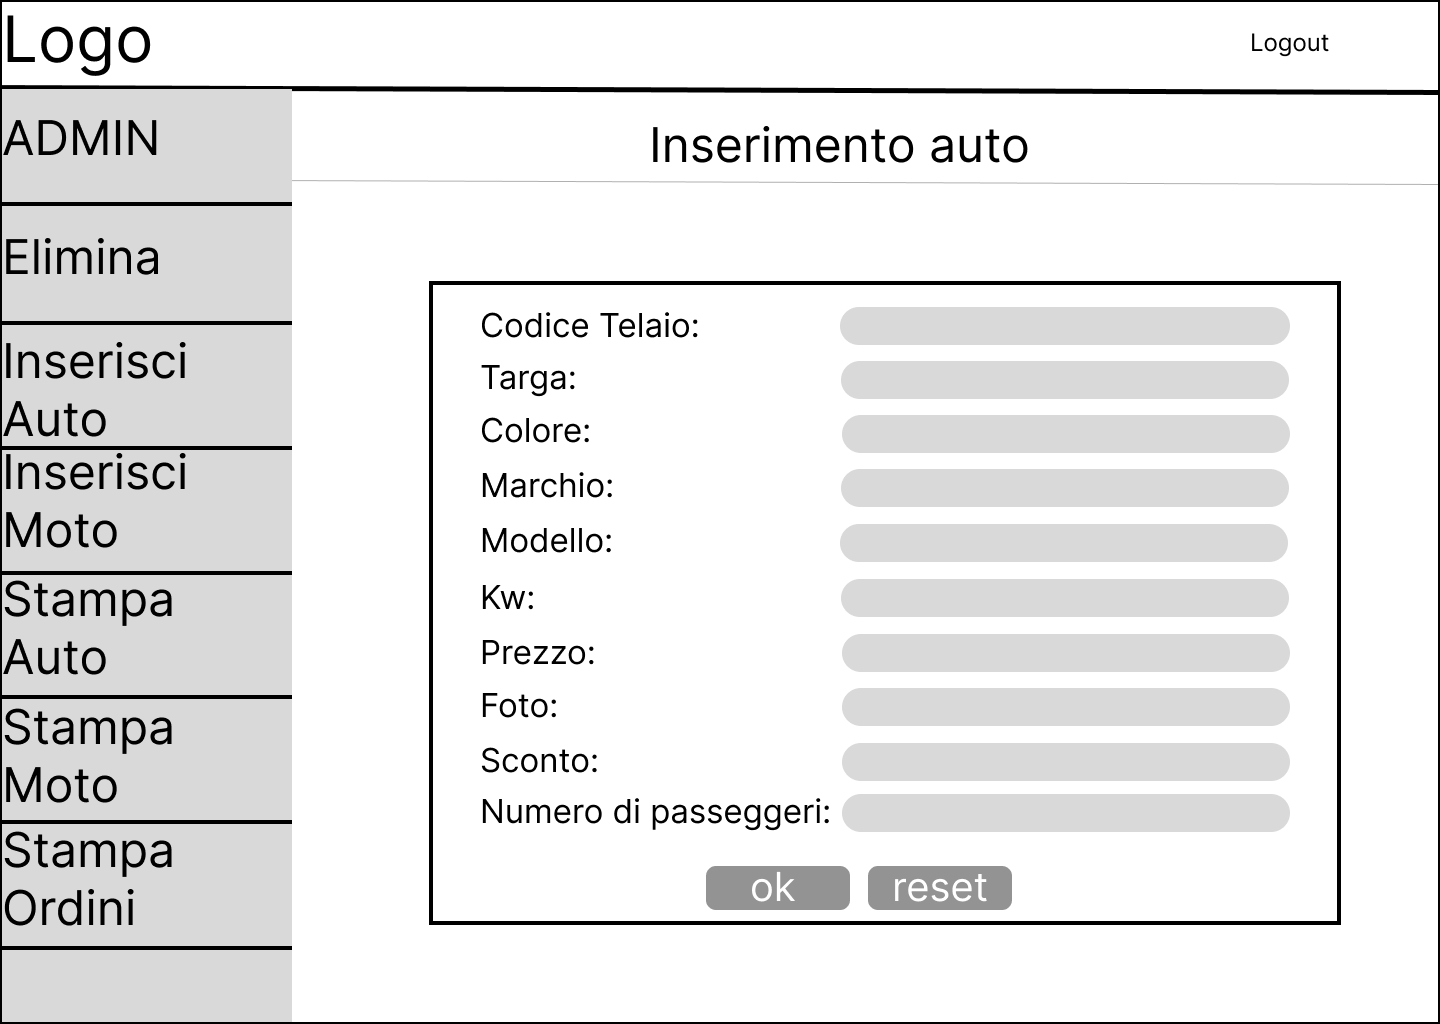 Logo
Logout
ADMIN
Elimina
Inserisci
Auto
Inserisci
Moto
Stampa
Auto
Stampa
Moto
Stampa
Ordini
Inserimento auto
Codice Telaio:
Targa:
Colore:
Marchio:
Modello:
Kw:
Prezzo:
Foto:
Sconto:
Numero di passeggeri:
ok
reset